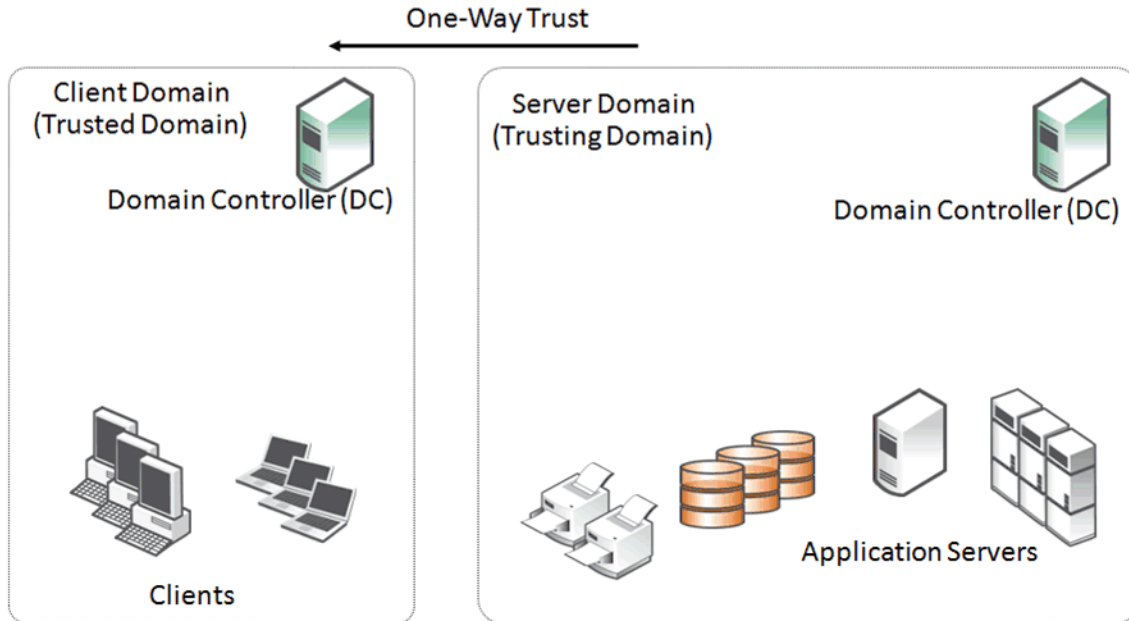 One-Way Trust
Client Domain
(Trusted Domain)
Domain Controller (DC)
Clients
Server Domain
(Trusting Domain)
Domain Controller (DC)
Application Servers